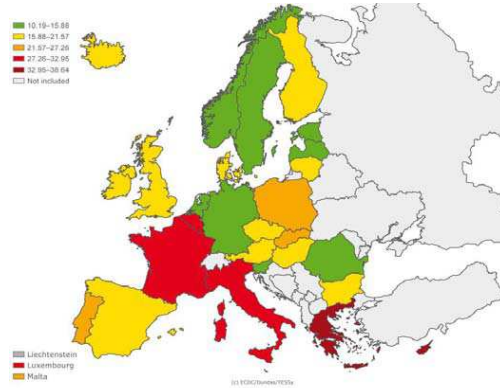 10.19-15.88
15.88-21.57
21.57-27.26
27.26-32.95
32.95-38.64
Not included
Liechtenstein
Luxembourg
Malta
(c) ECDC/Dundas/TESSy